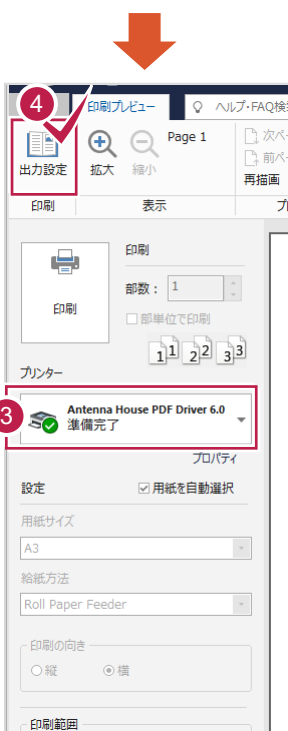 4
印刷プレビュー
ヘルプ・FAQ検
出力設定
拡大
縮小
Page 1
次ペー
前ペー
再描画
印刷
表示
印刷
印刷
部数：
1
部単位で印刷
1 1 2 2 3 3
プリンター
3
Antenna House PDF Driver 6.0
準備完了
プロパティ
設定
用紙を自動選択
用紙サイズ
A3
給紙方法
Roll Paper Feeder
印刷の向き
縦
横
印刷範囲